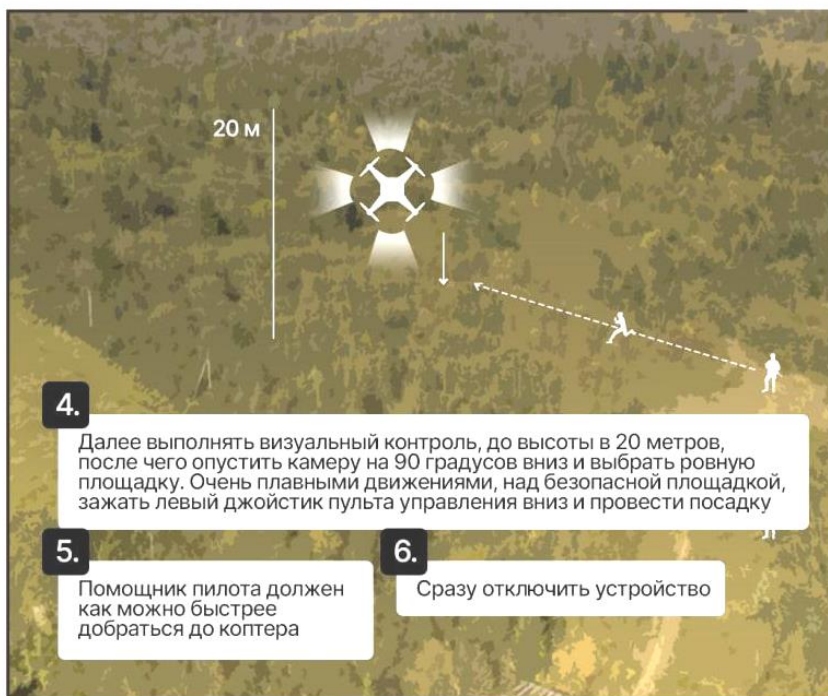 20 м
4.
Далее выполнять визуальный контроль, до высоты в 20 метров,
после чего опустить камеру на 90 градусов вниз и выбрать ровную
площадку. Очень плавными движениями, над безопасной площадкой,
зажать левый джойстик пульта управления вниз и провести посадку
5.
Помощник пилота должен
как можно быстрее
добраться до коптера
6.
Сразу отключить устройство